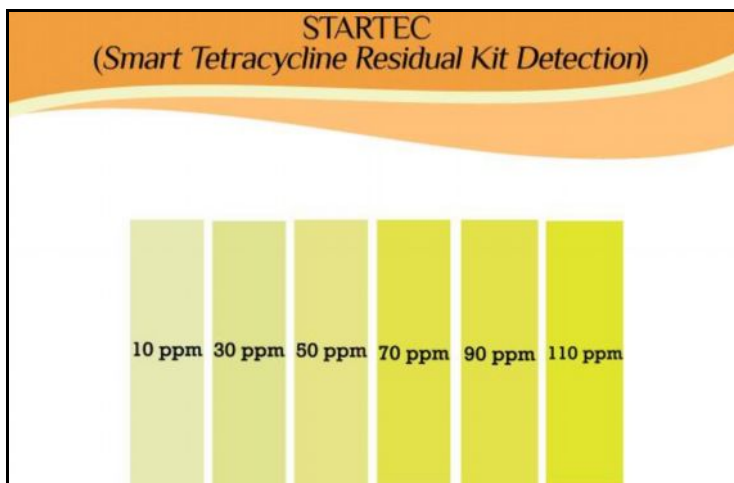 STARTEC
(Smart Tetracycline Residual Kit Detection)
10 ppm 30 ppm 50 ppm 70 ppm 90 ppm 110 ppm